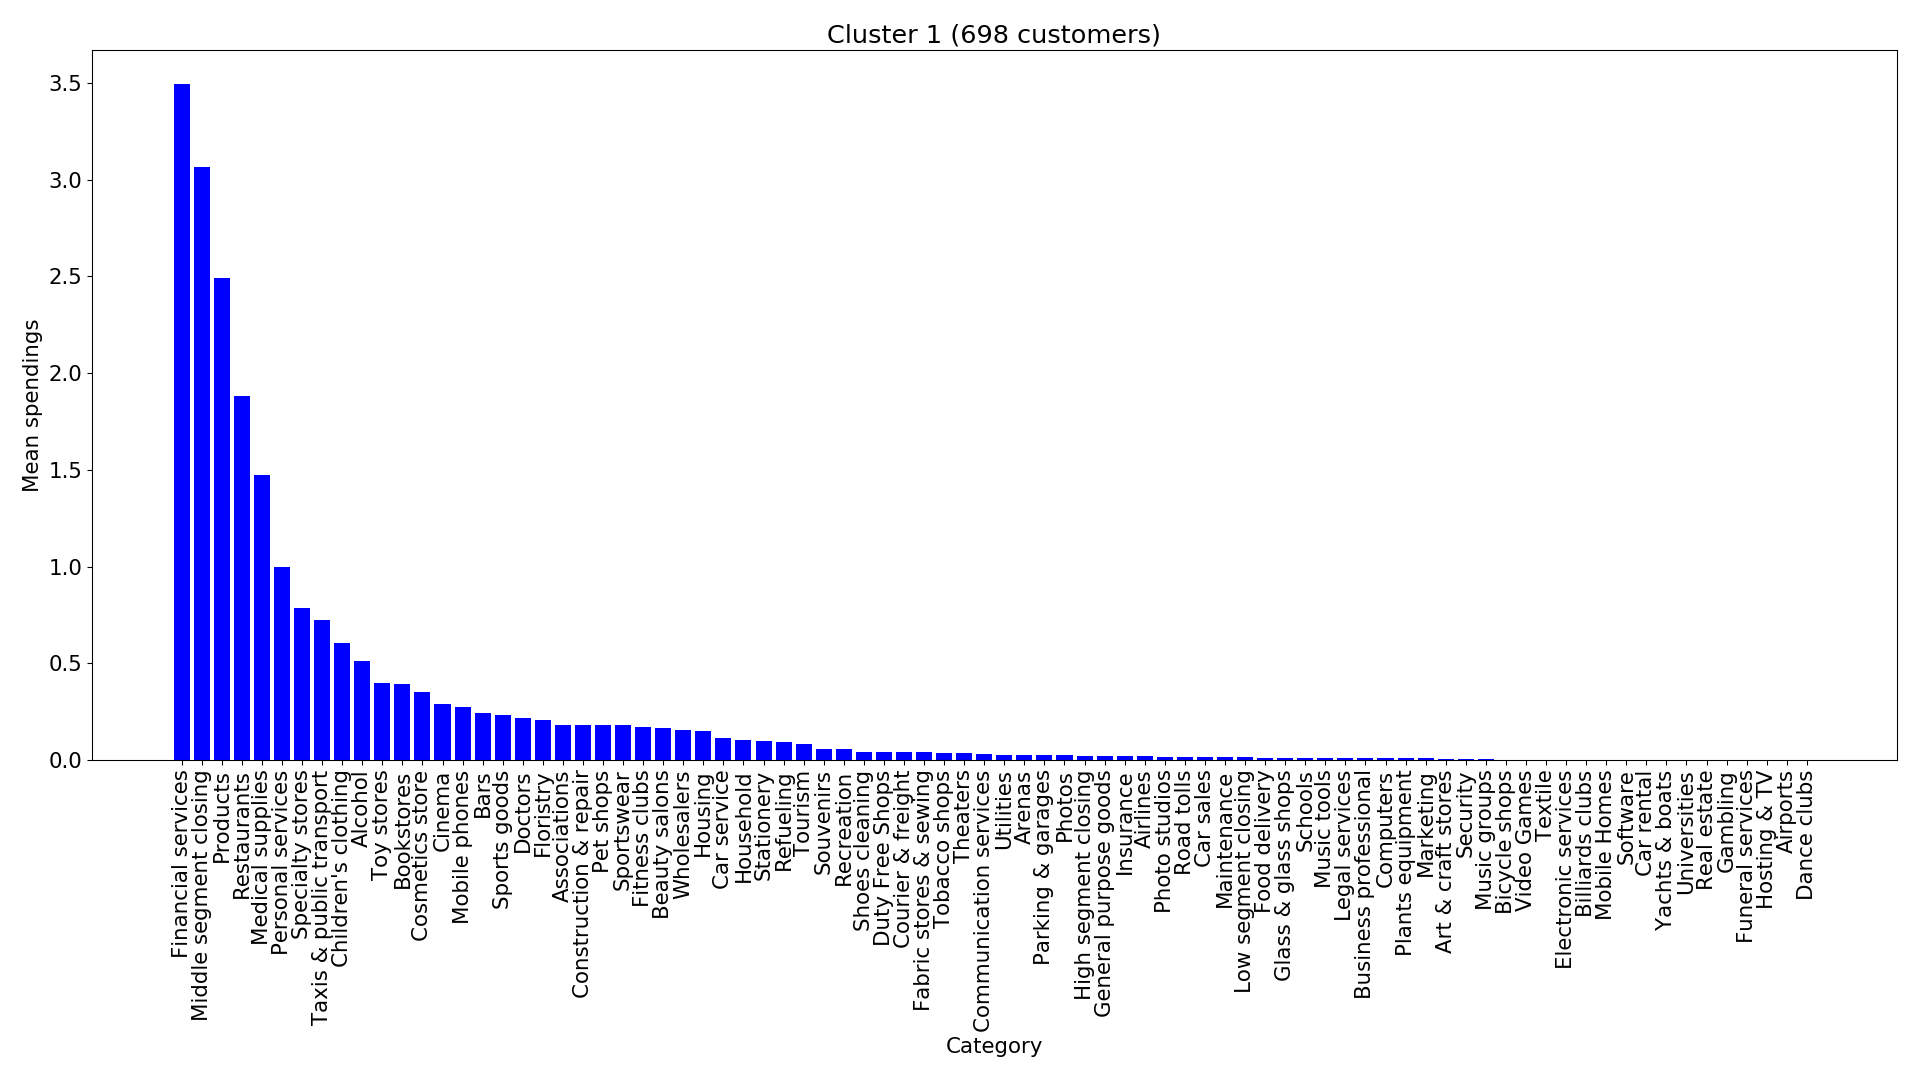 Cluster 1 (698 customers)
Mean spendings
3.5
3.0
2.5
2.0
1.5
1.0
0.5
0.0
Financial services
Middle segment closing
Products
Restaurants
Medical supplies
Personal services
Specialty stores
Taxis & public transport
Children's clothing
Alcohol
Toy stores
Bookstores
Cosmetics store
Cinema
Mobile phones
Bars
Sports goods
Doctors
Floristry
Associations
Construction & repair
Pet shops
Sportswear
Fitness clubs
Beauty salons
Wholesalers
Housing
Car service
Household
Stationery
Refueling
Tourism
Souvenirs
Recreation
Shoes cleaning
Duty Free Shops
Courier & freight
Fabric stores & sewing
Tobacco shops
Theaters
Communication services
Utilities
Arenas
Parking & garages
Photos
High segment closing
General purpose goods
Insurance
Airlines
Photo studios
Road tolls
Car sales
Maintenance
Low segment closing
Food delivery
Glass & glass shops
Schools
Music tools
Legal services
Business professional
Computers
Plants equipment
Marketing
Art & craft stores
Security
Music groups
Bicycle shops
Video Games
Textile
Electronic services
Billiards clubs
Mobile Homes
Software
Car rental
Yachts & boats
Universities
Real estate
Gambling
Funeral services
Hosting & TV
Airports
Dance clubs
Category